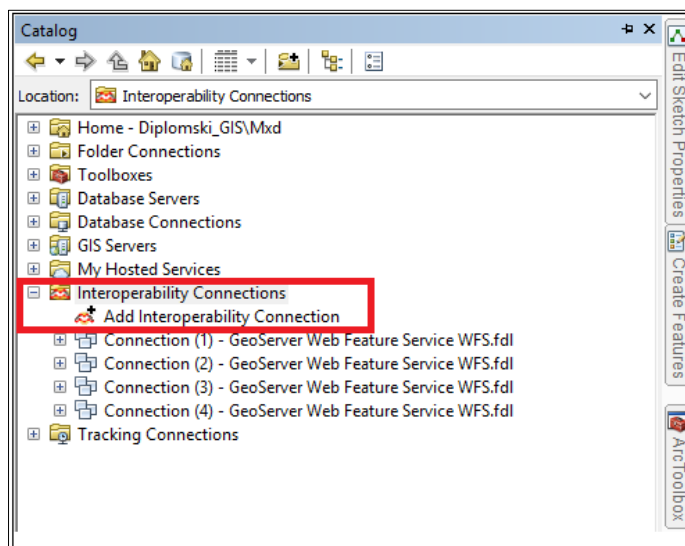 Catalog
Location: Interoperability Connections
Home - Diplomski_GIS\Mxd
Folder Connections
Toolboxes
Database Servers
Database Connections
GIS Servers
My Hosted Services
Interoperability Connections
Add Interoperability Connection
Connection (1) - GeoServer Web Feature Service WFS.fdl
Connection (2) - GeoServer Web Feature Service WFS.fdl
Connection (3) - GeoServer Web Feature Service WFS.fdl
Connection (4) - GeoServer Web Feature Service WFS.fdl
Tracking Connections
Edit Sketch Properties
Create Features
ArcToolbox